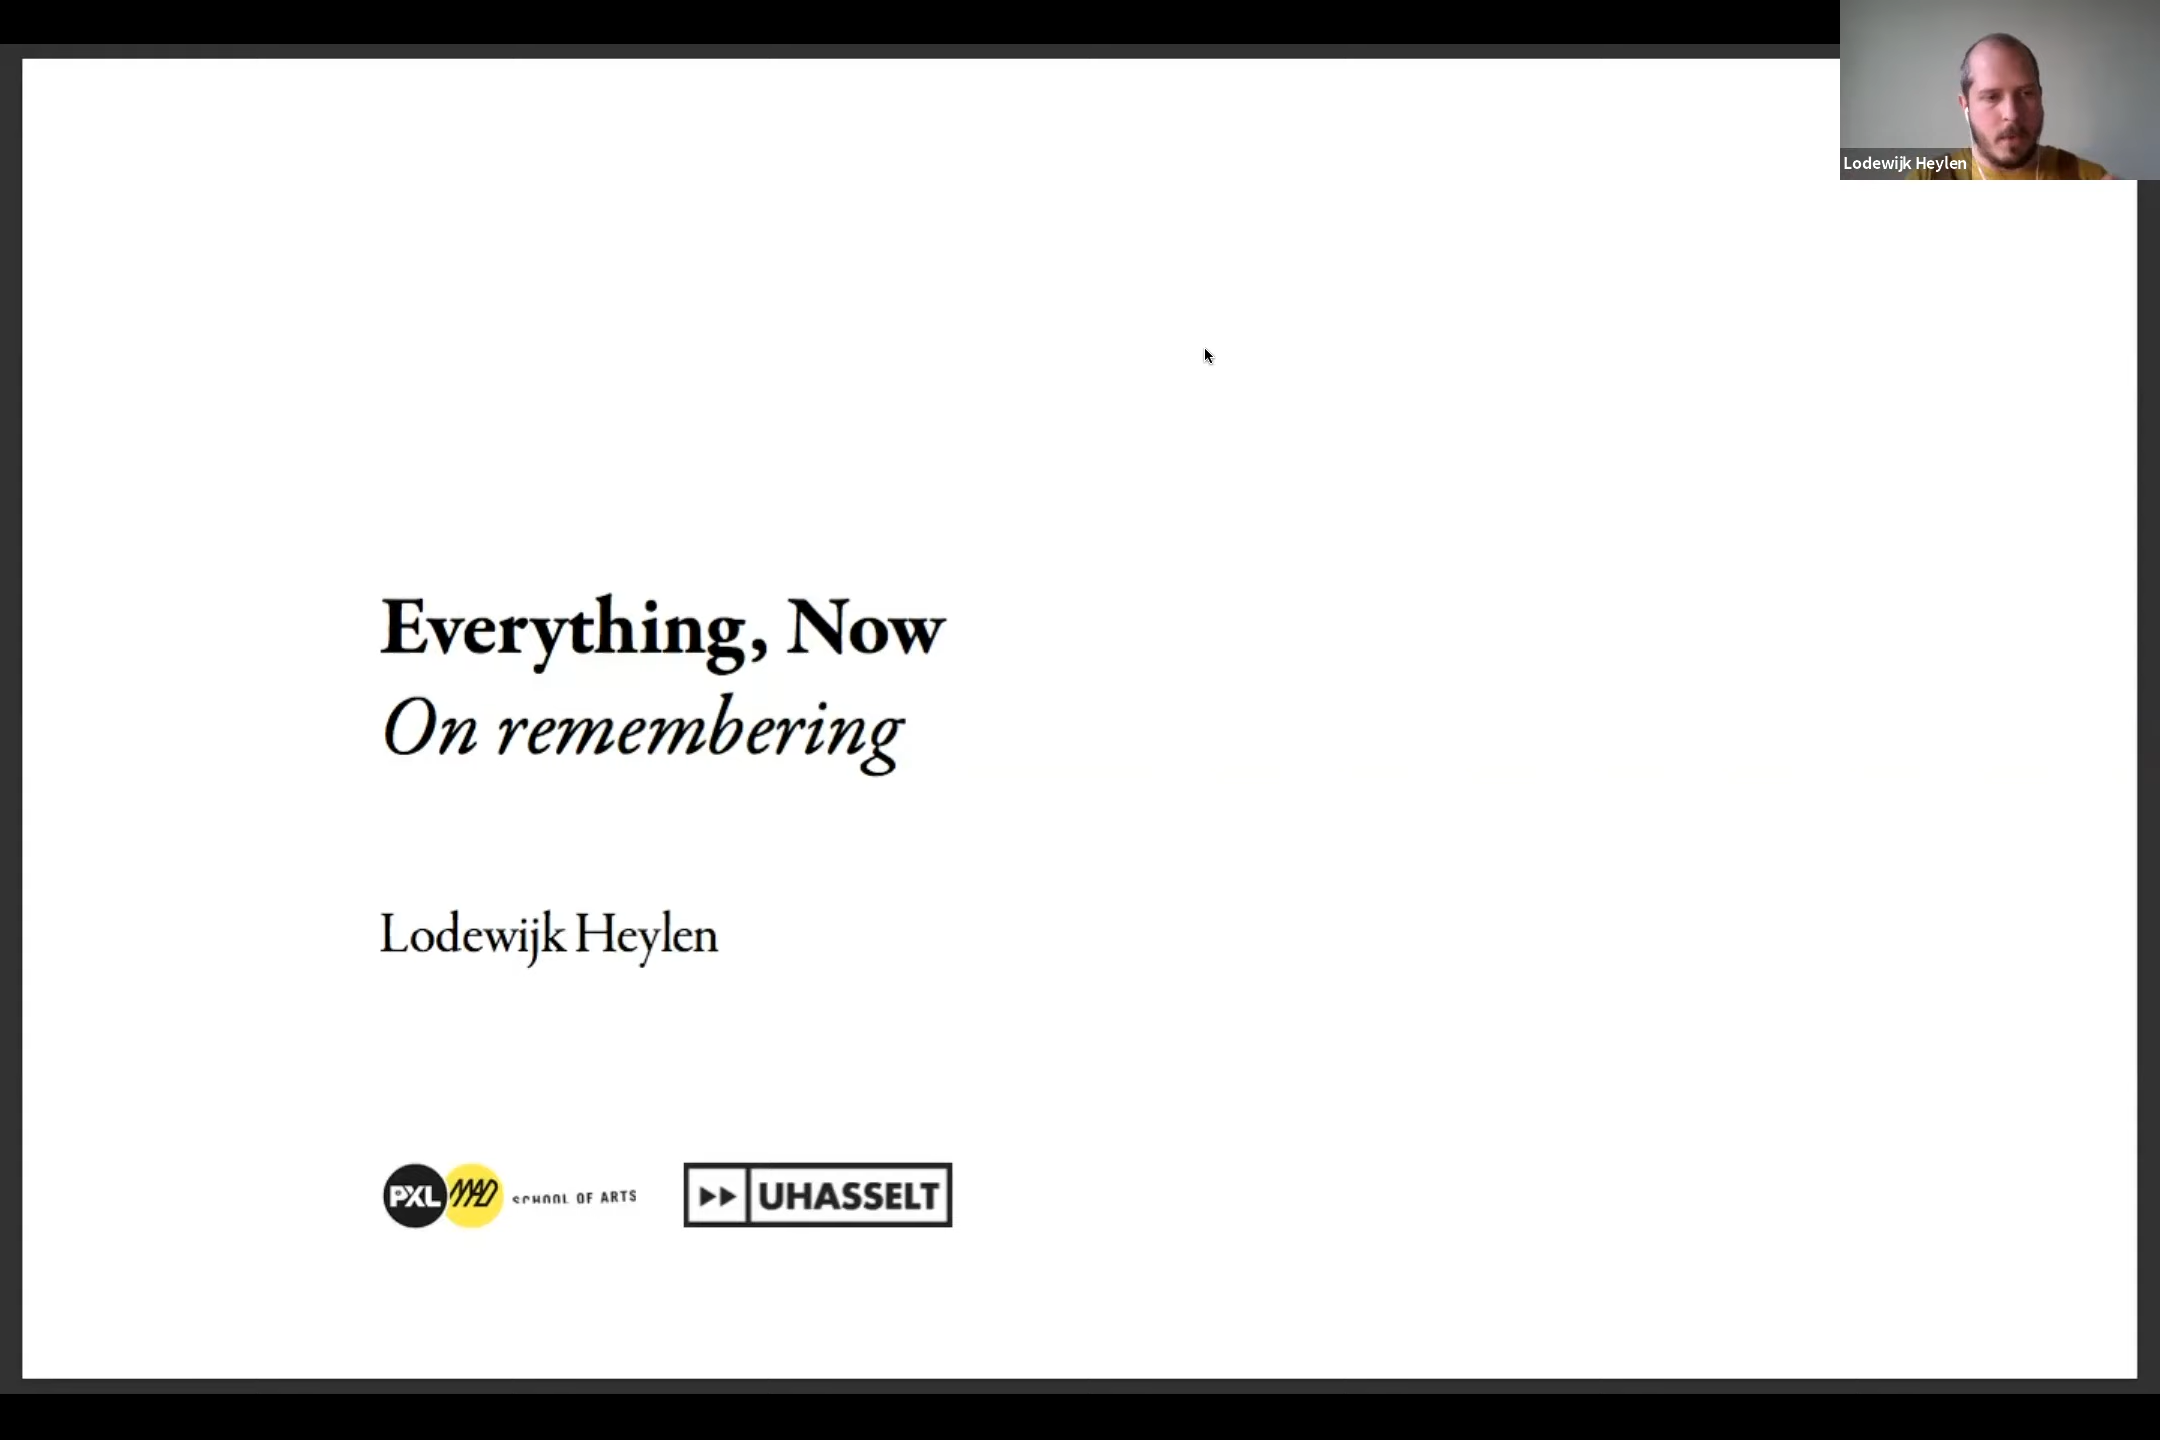 Lodewijk Heylen
Everything, Now
On remembering
Lodewijk Heylen
PXL MAD SCHOOL OF ARTS
UHASSELT